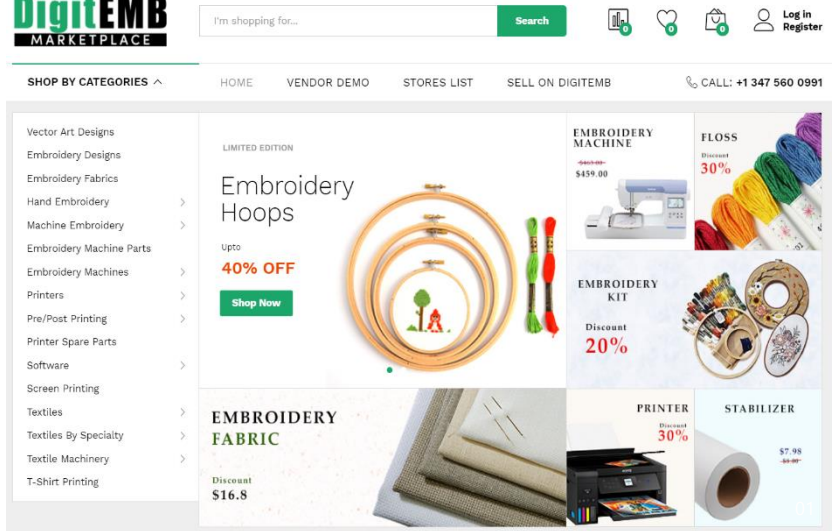 DigitEMB
MARKETPLACE
I'm shopping for...
Search
0
0
0
Log in
Register
SHOP BY CATEGORIES
HOME
VENDOR DEMO
STORES LIST
SELL ON DIGITEMB
CALL: +1 347 560 0991
Vector Art Designs
Embroidery Designs
Embroidery Fabrics
Hand Embroidery
Machine Embroidery
Embroidery Machine Parts
Embroidery Machines
Printers
Pre/Post Printing
Printer Spare Parts
Software
Screen Printing
Textiles
Textiles By Specialty
Textile Machinery
T-Shirt Printing
LIMITED EDITION
Embroidery
Hoops
Upto
40% OFF
Shop Now
EMBROIDERY
MACHINE
$459.00
FLOSS
Discount
30%
EMBROIDERY
KIT
Discount
20%
EMBROIDERY
FABRIC
Discount
$16.8
PRINTER
Discount
30%
STABILIZER
$7.98